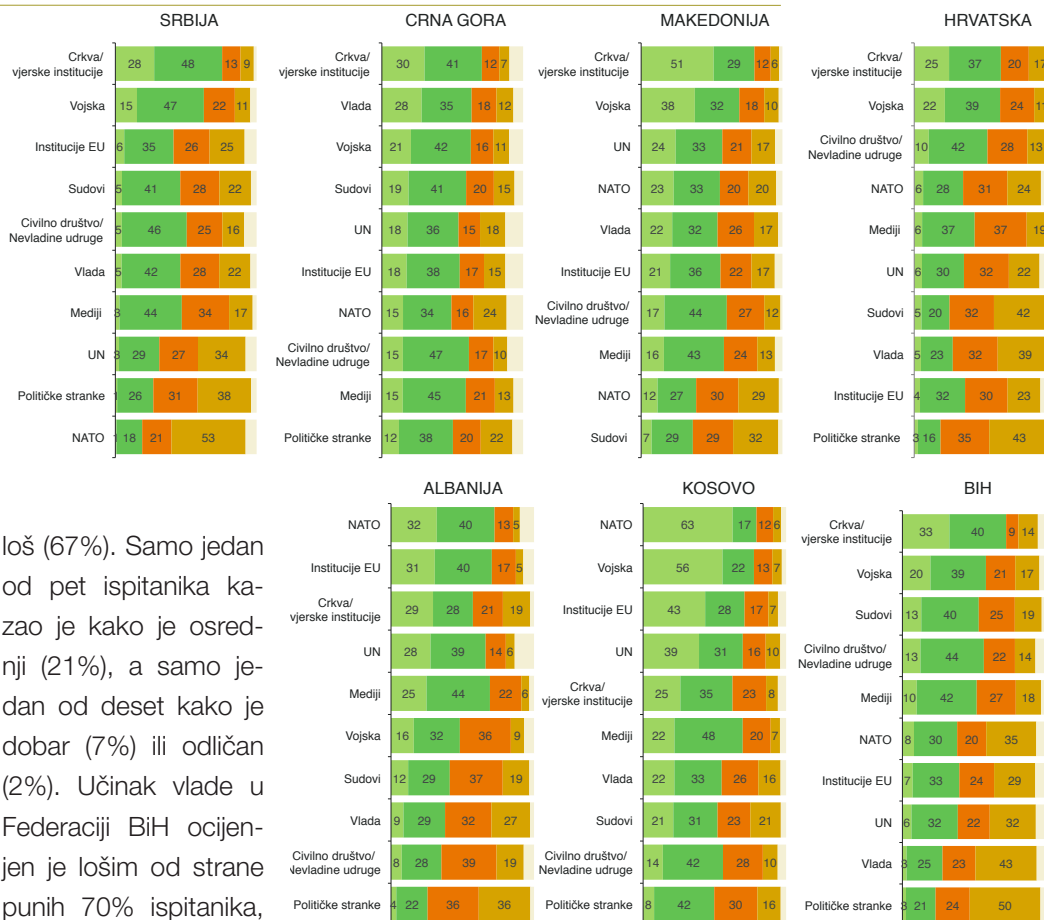 SRBIJA
Crkva/
vjerske institucije 28 48 13 9
Vojska 15 47 22 11
Institucije EU 6 35 26 25
Sudovi 5 41 28 22
Civilno društvo/
Nevladine udruge 5 46 25 16
Vlada 5 42 28 22
Mediji 3 44 34 17
UN 3 29 27 34
Političke stranke 1 26 31 38
NATO 1 18 21 53
CRNA GORA
Crkva/
vjerske institucije 30 41 12 7
Vlada 28 35 18 12
Vojska 21 42 16 11
Sudovi 19 41 20 15
UN 18 36 15 18
Institucije EU 18 38 17 15
NATO 15 34 16 24
Civilno društvo/
Nevladine udruge 15 47 17 10
Mediji 15 45 21 13
Političke stranke 12 38 20 22
MAKEDONIJA
Crkva/
vjerske institucije 51 29 12 6
Vojska 38 32 18 10
UN 24 33 21 17
NATO 23 33 20 20
Vlada 22 32 26 17
Institucije EU 21 36 22 17
Civilno društvo/
Nevladine udruge 17 44 27 12
Mediji 16 43 24 13
NATO 12 27 30 29
Sudovi 7 29 29 32
HRVATSKA
Crkva/
vjerske institucije 25 37 20 17
Vojska 22 39 24 11
Civilno društvo/
Nevladine udruge 10 42 28 13
NATO 6 28 31 24
Mediji 6 37 37 19
UN 6 30 32 22
Sudovi 5 20 32 42
Vlada 5 23 32 39
Institucije EU 4 32 30 23
Političke stranke 3 16 35 43
loš (67%). Samo jedan
od pet ispitanika ka-
zao je kako je osred-
nji (21%), a samo je-
dan od deset kako je
dobar (7%) ili odličan
(2%). Učinak vlade u
Federaciji BiH ocijen-
jen je lošim od strane
punih 70% ispitanika,
ALBANIJA
NATO 32 40 13 5
Institucije EU 31 40 17 5
Crkva/
vjerske institucije 29 28 21 19
UN 28 39 14 6
Mediji 25 44 22 6
Vojska 16 32 36 9
Sudovi 12 29 37 19
Vlada 9 29 32 27
Civilno društvo/
Nevladine udruge 8 28 39 19
Političke stranke 4 22 36 36
KOSOVO
NATO 63 17 12 6
Vojska 56 22 13 7
Institucije EU 43 28 17 7
UN 39 31 16 10
Crkva/
vjerske institucije 25 35 23 8
Mediji 22 48 20 7
Vlada 22 33 26 16
Sudovi 21 31 23 21
Civilno društvo/
Nevladine udruge 14 42 28 10
Političke stranke 8 42 30 16
BIH
Crkva/
vjerske institucije 33 40 9 14
Vojska 20 39 21 17
Sudovi 13 40 25 19
Civilno društvo/
Nevladine udruge 13 44 22 14
Mediji 10 42 27 18
NATO 8 30 20 35
Institucije EU 7 33 24 29
UN 6 32 22 32
Vlada 3 25 23 43
Političke stranke 3 21 24 50